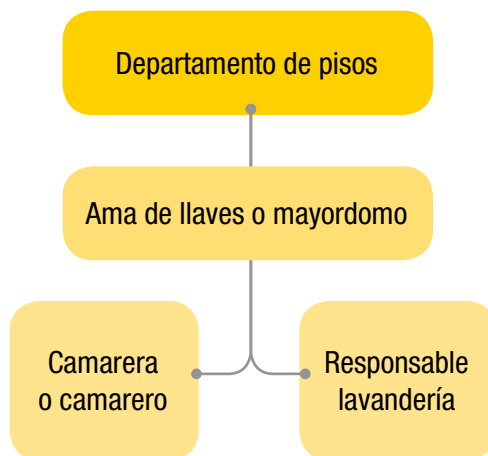 Departamento de pisos
Ama de llaves o mayordomo
Camarera
o camarero
Responsable
lavandería